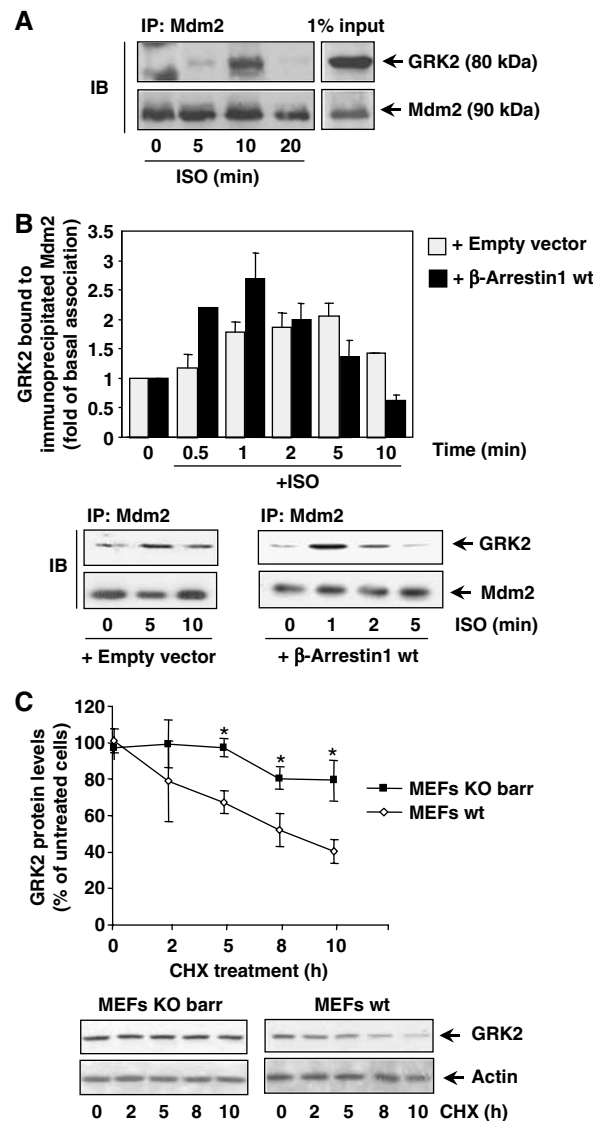 A
IP: Mdm2 1% input
IB
GRK2 (80 kDa)
Mdm2 (90 kDa)
0 5 10 20
ISO (min)
B
GRK2 bound to
immunoprecipitated Mdm2
(fold of basal association)
3.5
3
2.5
2
1.5
1
0.5
0
+ Empty vector
+ β-Arrestin1 wt
0 0.5 1 2 5 10 Time (min)
+ISO
IP: Mdm2 IP: Mdm2
IB
GRK2
Mdm2
0 5 10 0 1 2 5 ISO (min)
+ Empty vector + β-Arrestin1 wt
C
GRK2 protein levels
(% of untreated cells)
120
100
80
60
40
20
0
* * *
MEFs KO barr
MEFs wt
0 2 5 8 10
CHX treatment (h)
MEFs KO barr MEFs wt
GRK2
Actin
0 2 5 8 10 0 2 5 8 10 CHX (h)